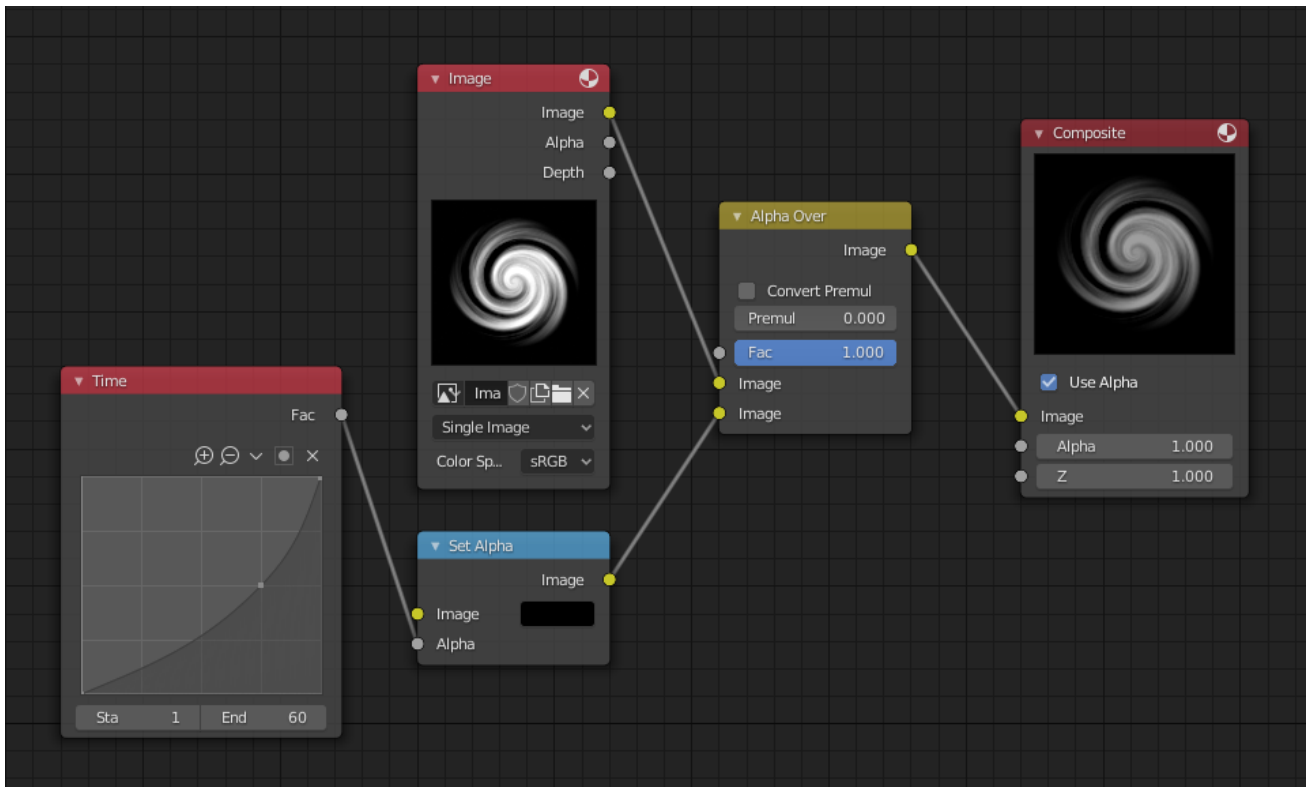 Image
Image
Alpha
Depth
Ima
Single Image
Color Sp... sRGB
Time
Fac
Sta 1 End 60
Set Alpha
Image
Image
Alpha
Alpha Over
Image
Convert Premul
Premul 0.000
Fac 1.000
Image
Image
Composite
Use Alpha
Image
Alpha 1.000
Z 1.000